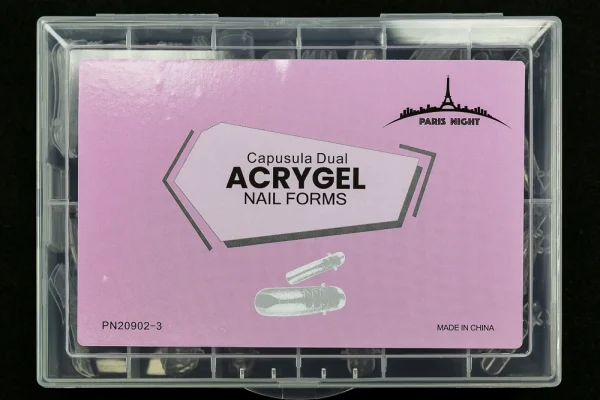 PARIS NIGHT
Capusula Dual
ACRYGEL
NAIL FORMS
PN20902-3
MADE IN CHINA